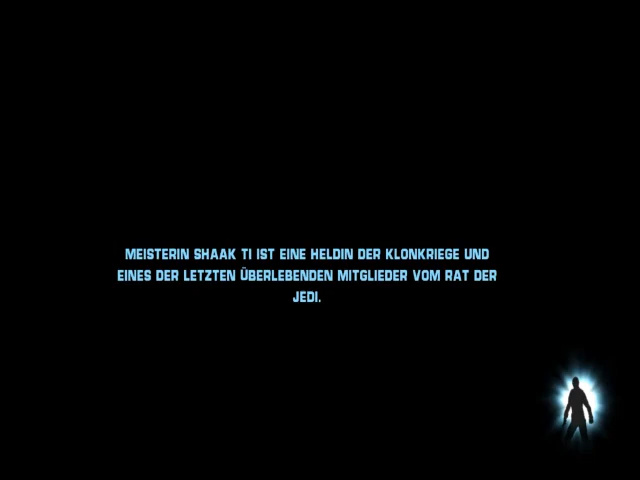 MEISTERIN SHAAK TI IST EINE HELDIN DER KLONKRIEGE UND
EINES DER LETZTEN ÜBERLEBENDEN MITGLIEDER VOM RAT DER
JEDI.